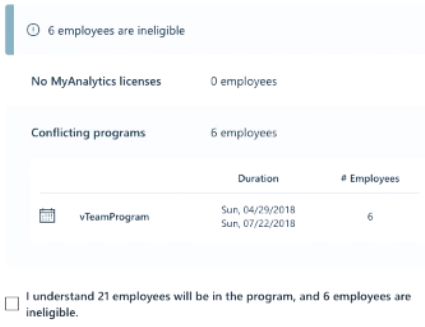 6 employees are ineligible
No MyAnalytics licenses 0 employees
Conflicting programs 6 employees
Duration # Employees
vTeamProgram Sun, 04/29/2018 6
Sun, 07/22/2018
I understand 21 employees will be in the program, and 6 employees are
ineligible.